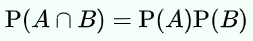 P(A ∩ B) = P(A)P(B)